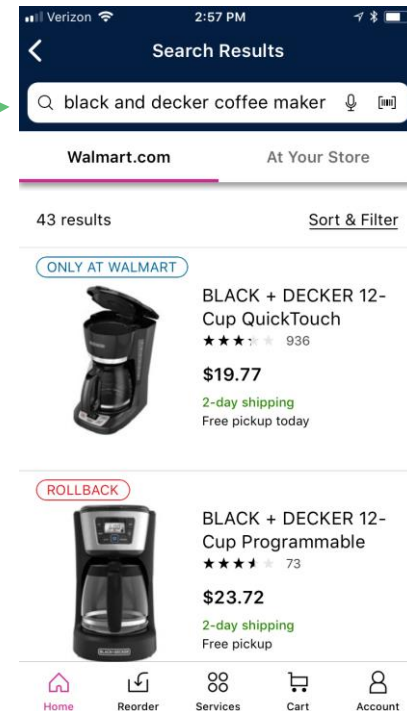 Verizon 2:57 PM
Search Results
black and decker coffee maker
Walmart.com At Your Store
43 results Sort & Filter
ONLY AT WALMART
BLACK + DECKER 12-
Cup QuickTouch
936
$19.77
2-day shipping
Free pickup today
ROLLBACK
BLACK + DECKER 12-
Cup Programmable
73
$23.72
2-day shipping
Free pickup
BLACK+DECKER
Home Reorder Services Cart Account